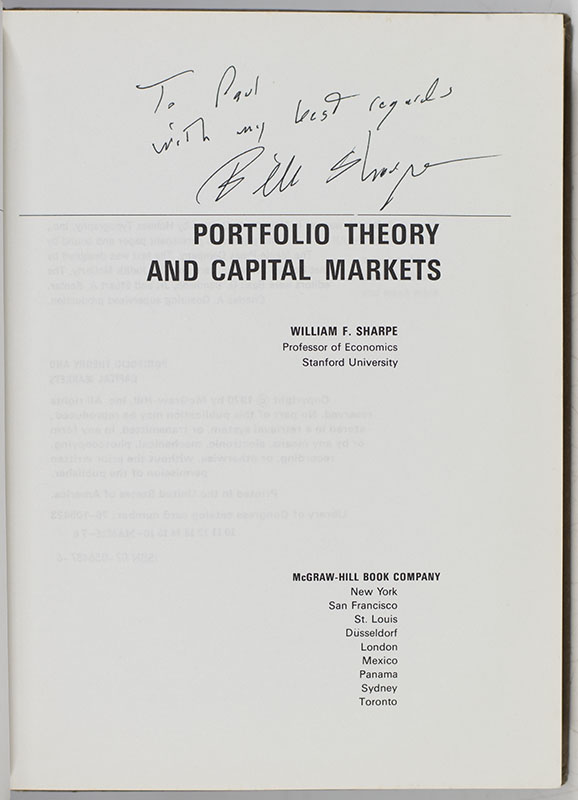 To Paul
with my best regards
Bill Sharpe
PORTFOLIO THEORY
AND CAPITAL MARKETS
WILLIAM F. SHARPE
Professor of Economics
Stanford University
McGRAW-HILL BOOK COMPANY
New York
San Francisco
St. Louis
Düsseldorf
London
Mexico
Panama
Sydney
Toronto